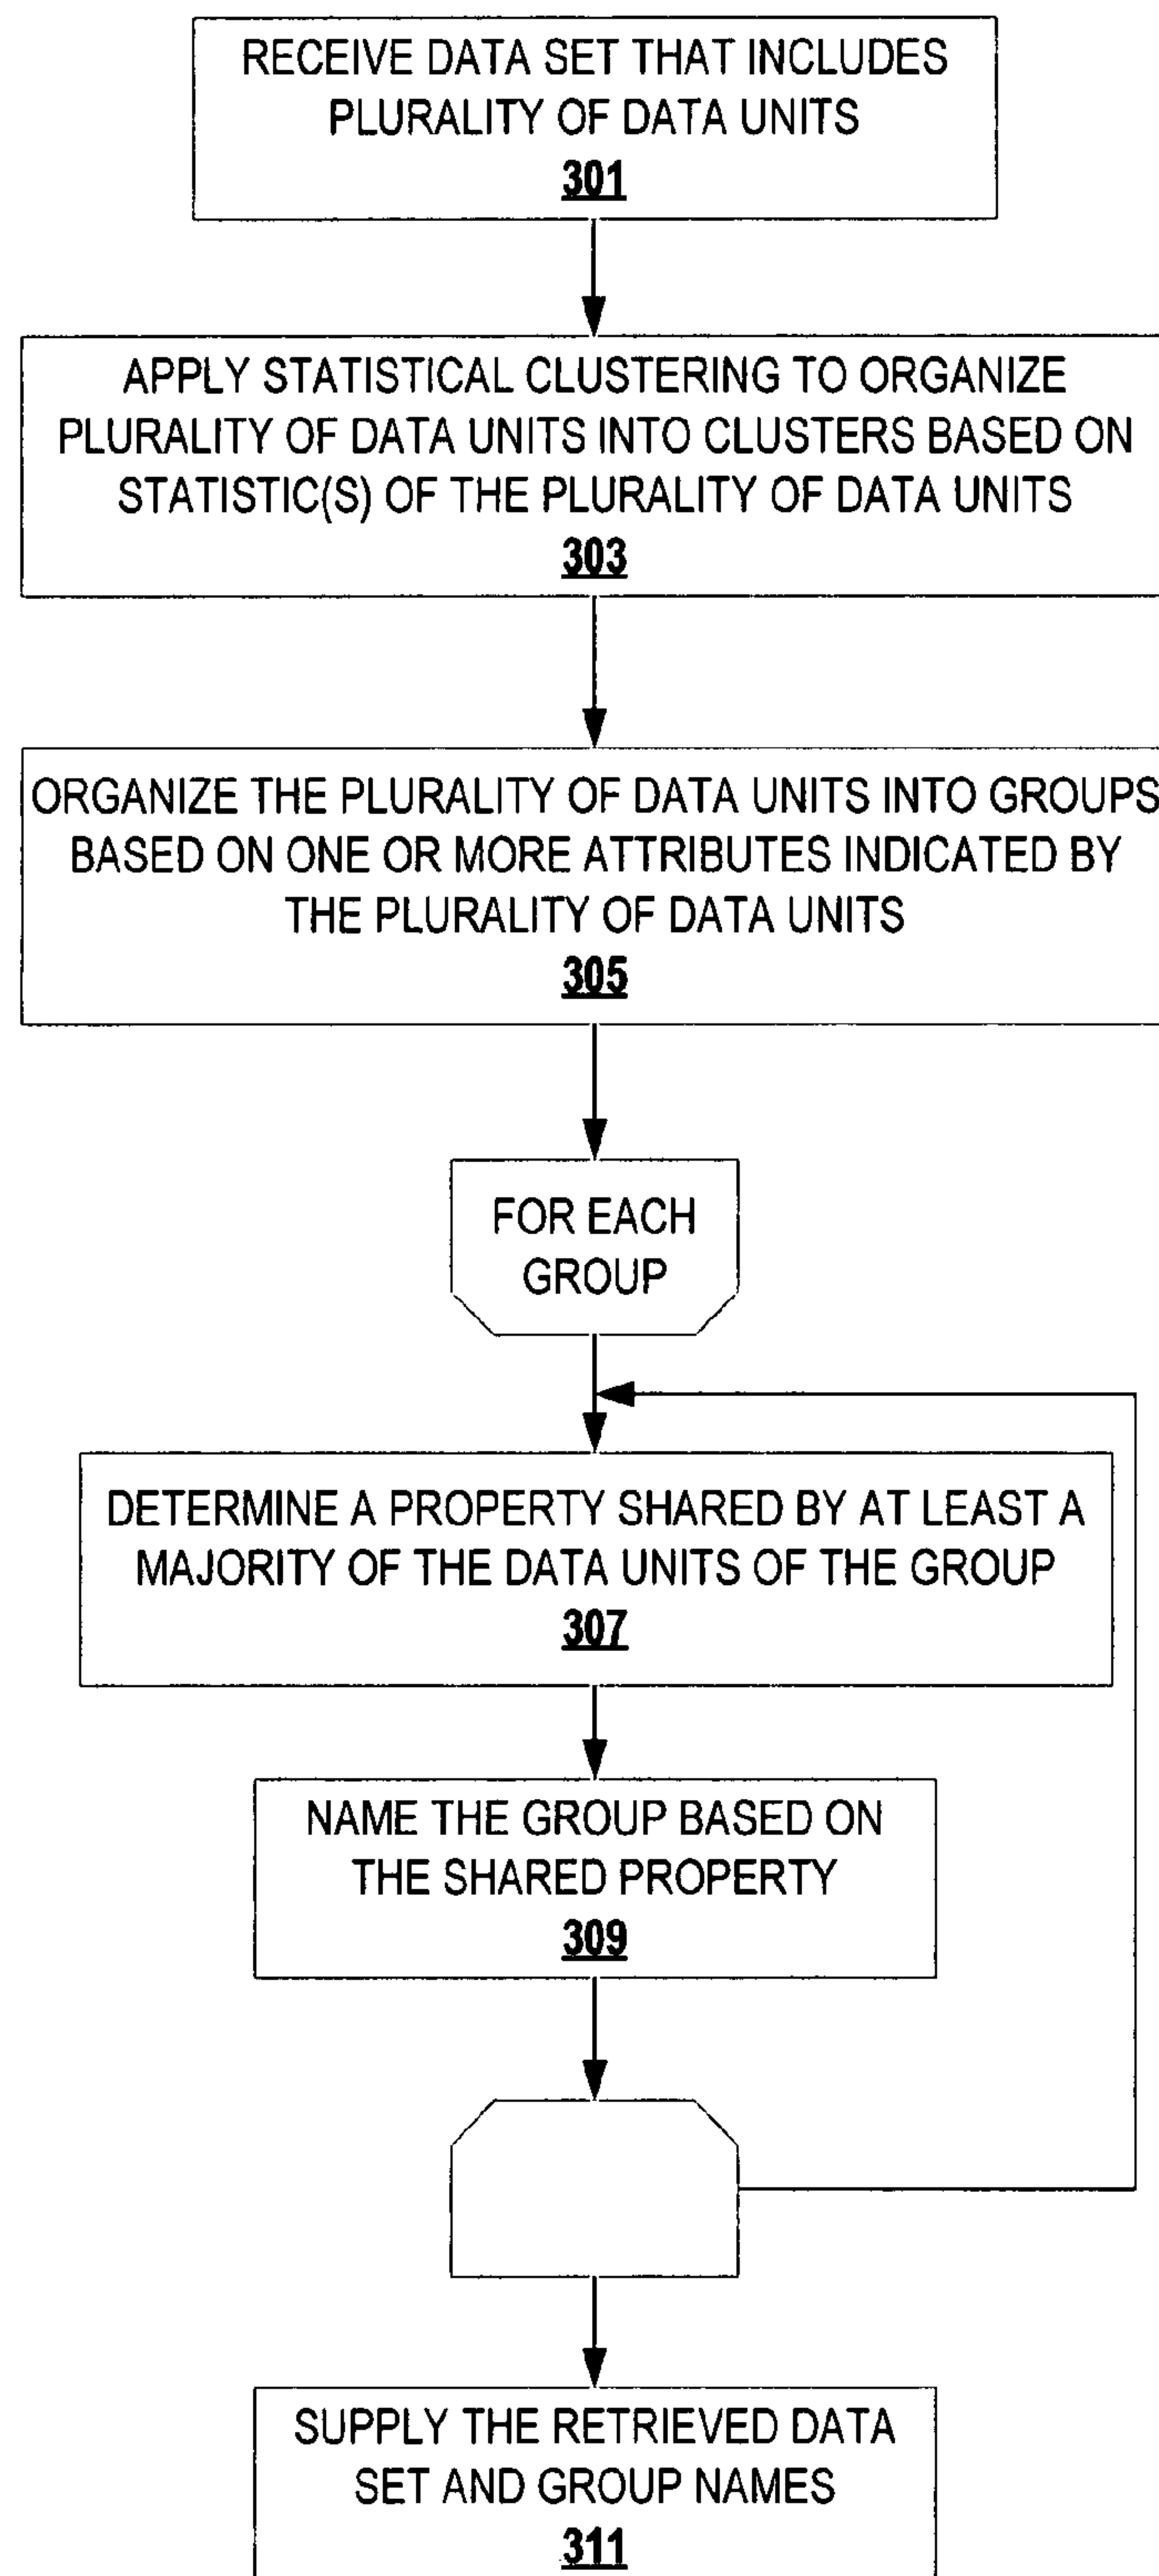 RECEIVE DATA SET THAT INCLUDES
PLURALITY OF DATA UNITS
301
APPLY STATISTICAL CLUSTERING TO ORGANIZE
PLURALITY OF DATA UNITS INTO CLUSTERS BASED ON
STATISTIC(S) OF THE PLURALITY OF DATA UNITS
303
ORGANIZE THE PLURALITY OF DATA UNITS INTO GROUPS
BASED ON ONE OR MORE ATTRIBUTES INDICATED BY
THE PLURALITY OF DATA UNITS
305
FOR EACH
GROUP
DETERMINE A PROPERTY SHARED BY AT LEAST A
MAJORITY OF THE DATA UNITS OF THE GROUP
307
NAME THE GROUP BASED ON
THE SHARED PROPERTY
309
SUPPLY THE RETRIEVED DATA
SET AND GROUP NAMES
311